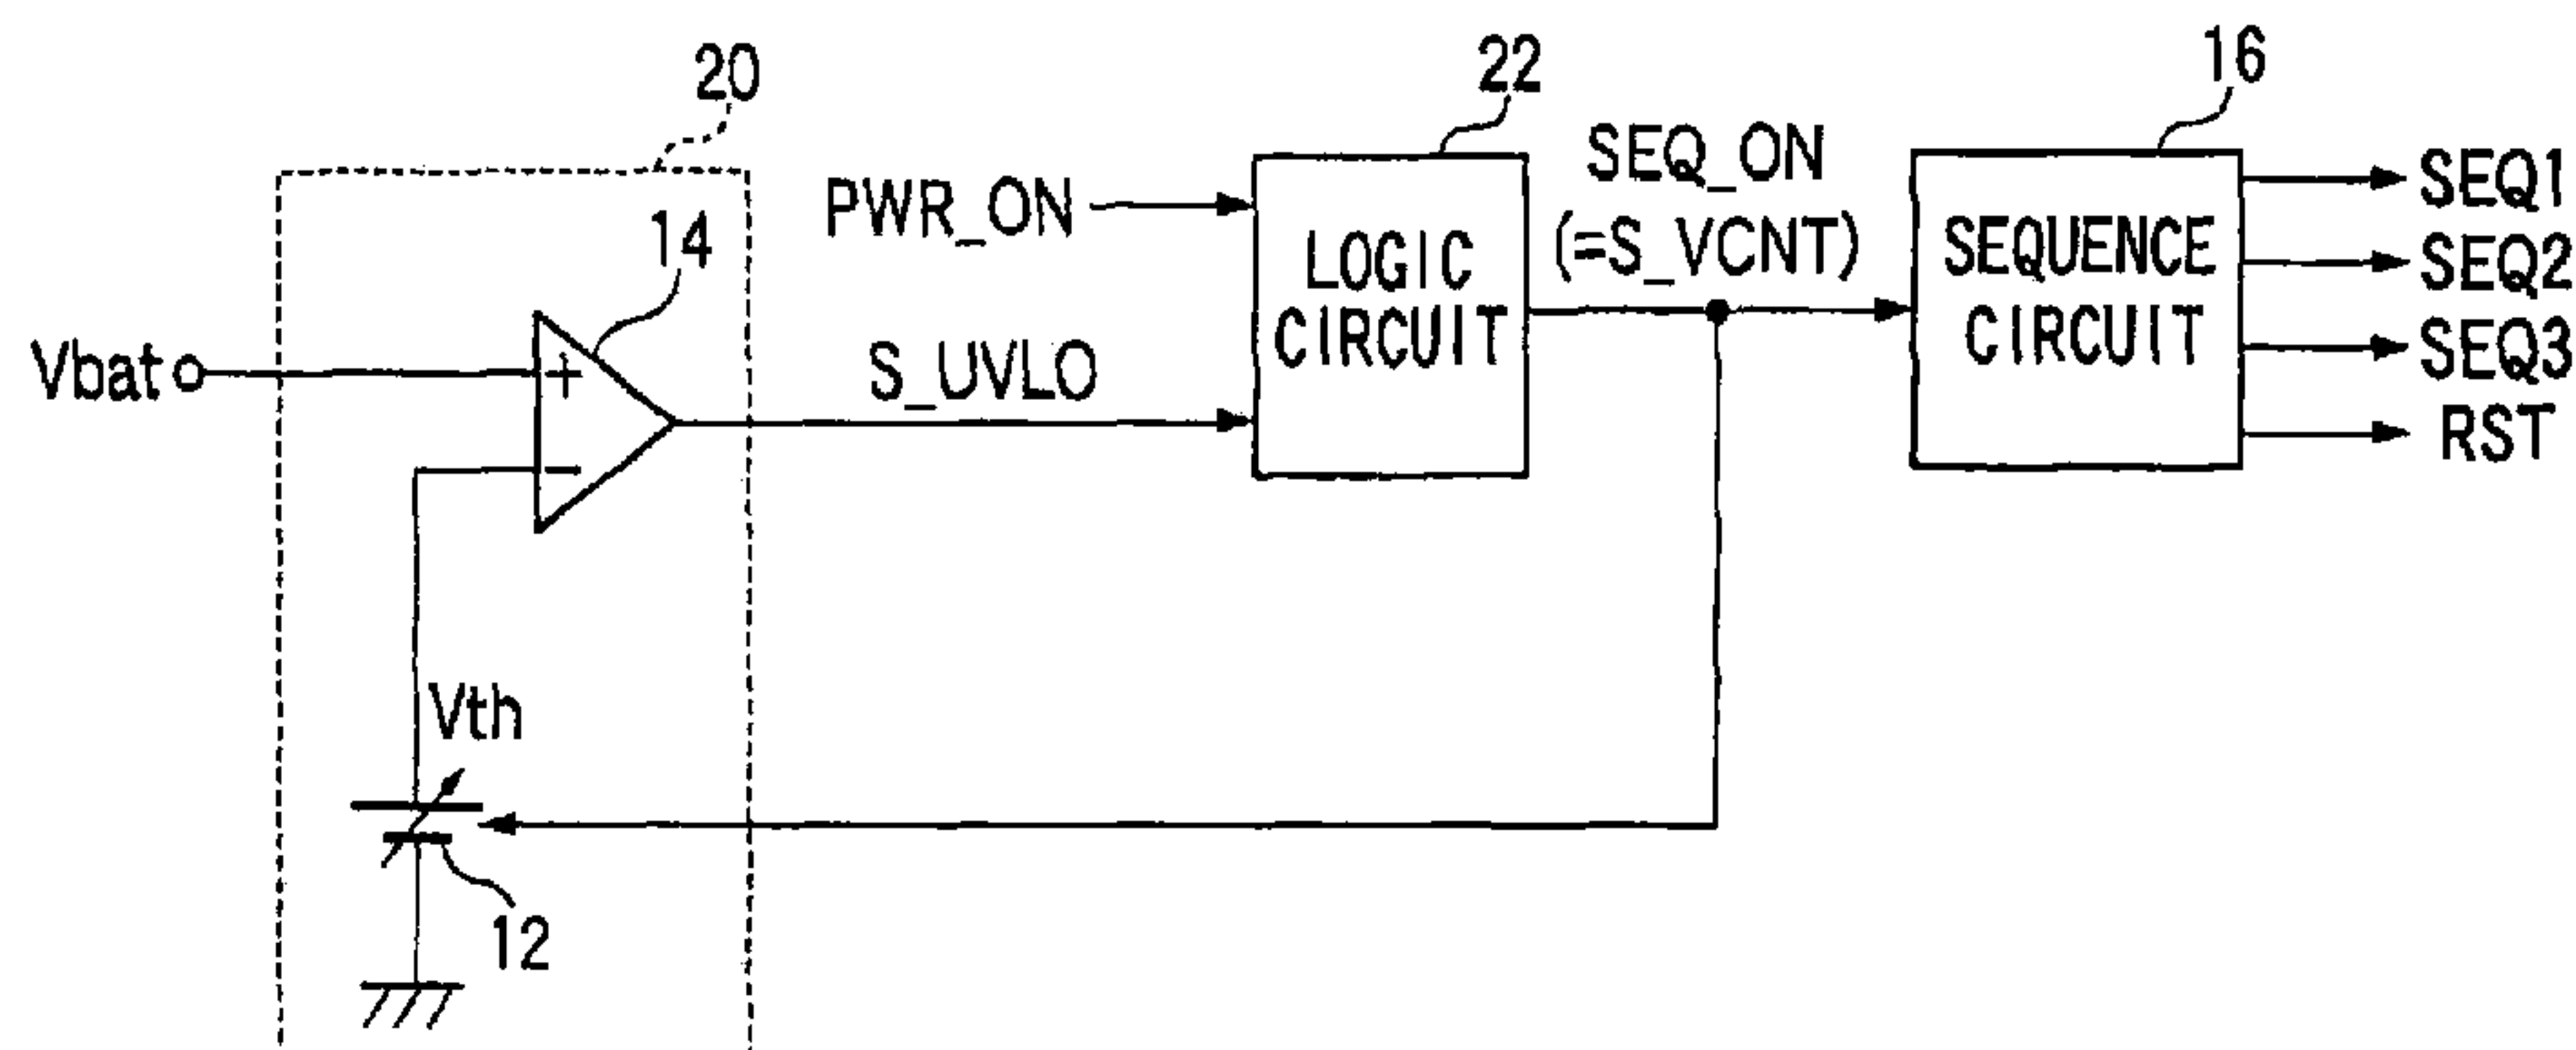 20
22
16
14
PWR_ON
SEQ_ON
(=S_VCNT)
LOGIC
CIRCUIT
SEQUENCE
CIRCUIT
SEQ1
SEQ2
SEQ3
RST
Vbat
+
−
S_UVLO
Vth
12